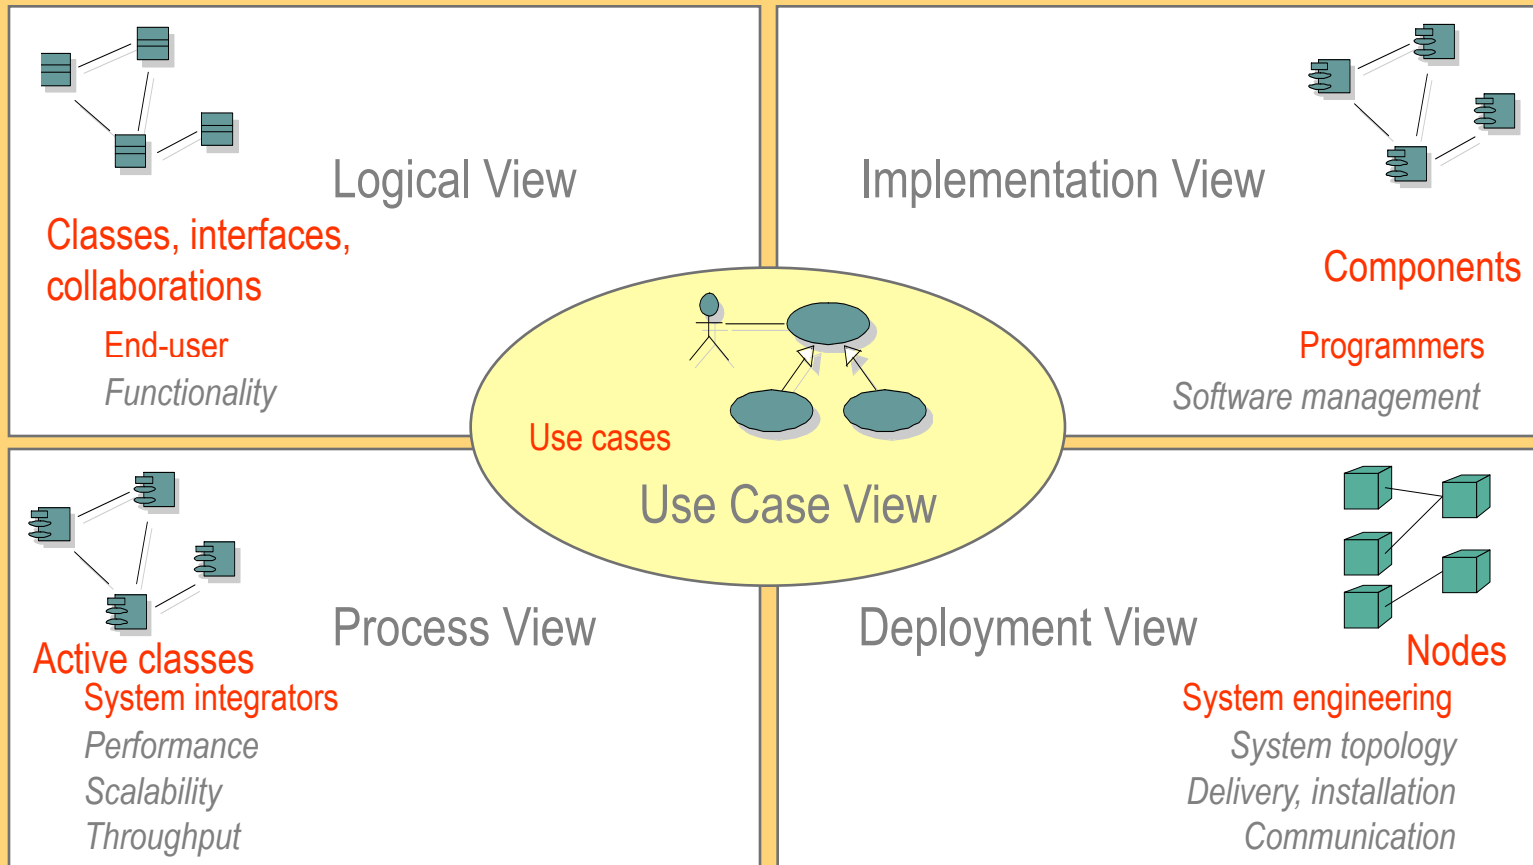 Logical View
Classes, interfaces,
collaborations
End-user
Functionality
Implementation View
Components
Programmers
Software management
Use cases
Use Case View
Process View
Active classes
System integrators
Performance
Scalability
Throughput
Deployment View
Nodes
System engineering
System topology
Delivery, installation
Communication